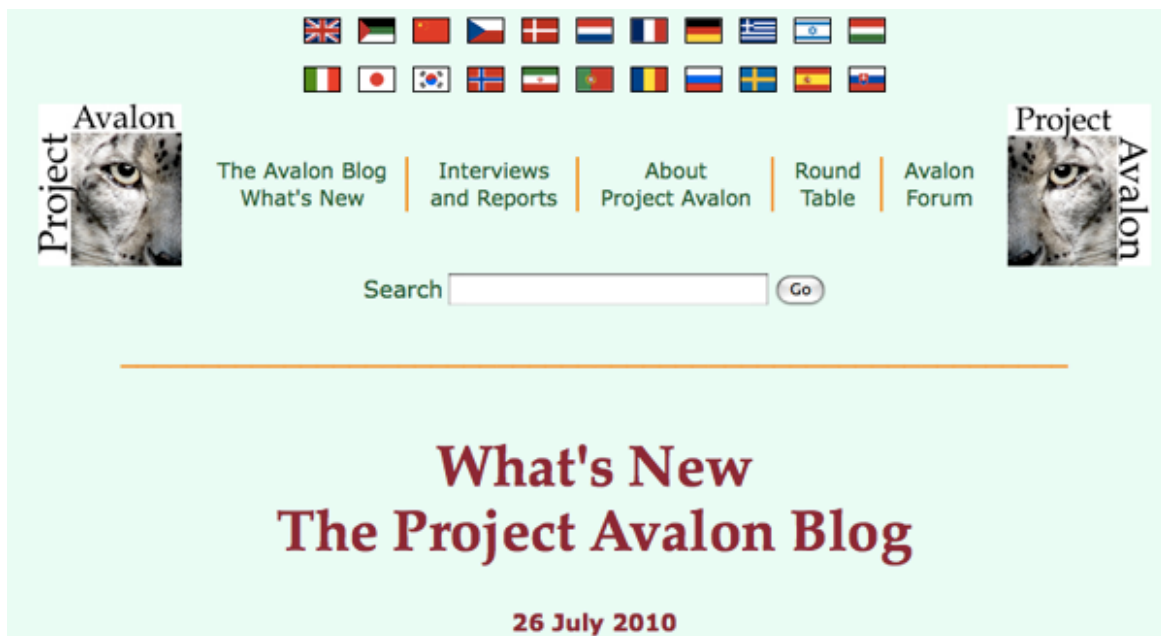 Project
Avalon
The Avalon Blog
What's New
Interviews
and Reports
About
Project Avalon
Round
Table
Avalon
Forum
Project
Avalon
Search
Go
What's New
The Project Avalon Blog
26 July 2010